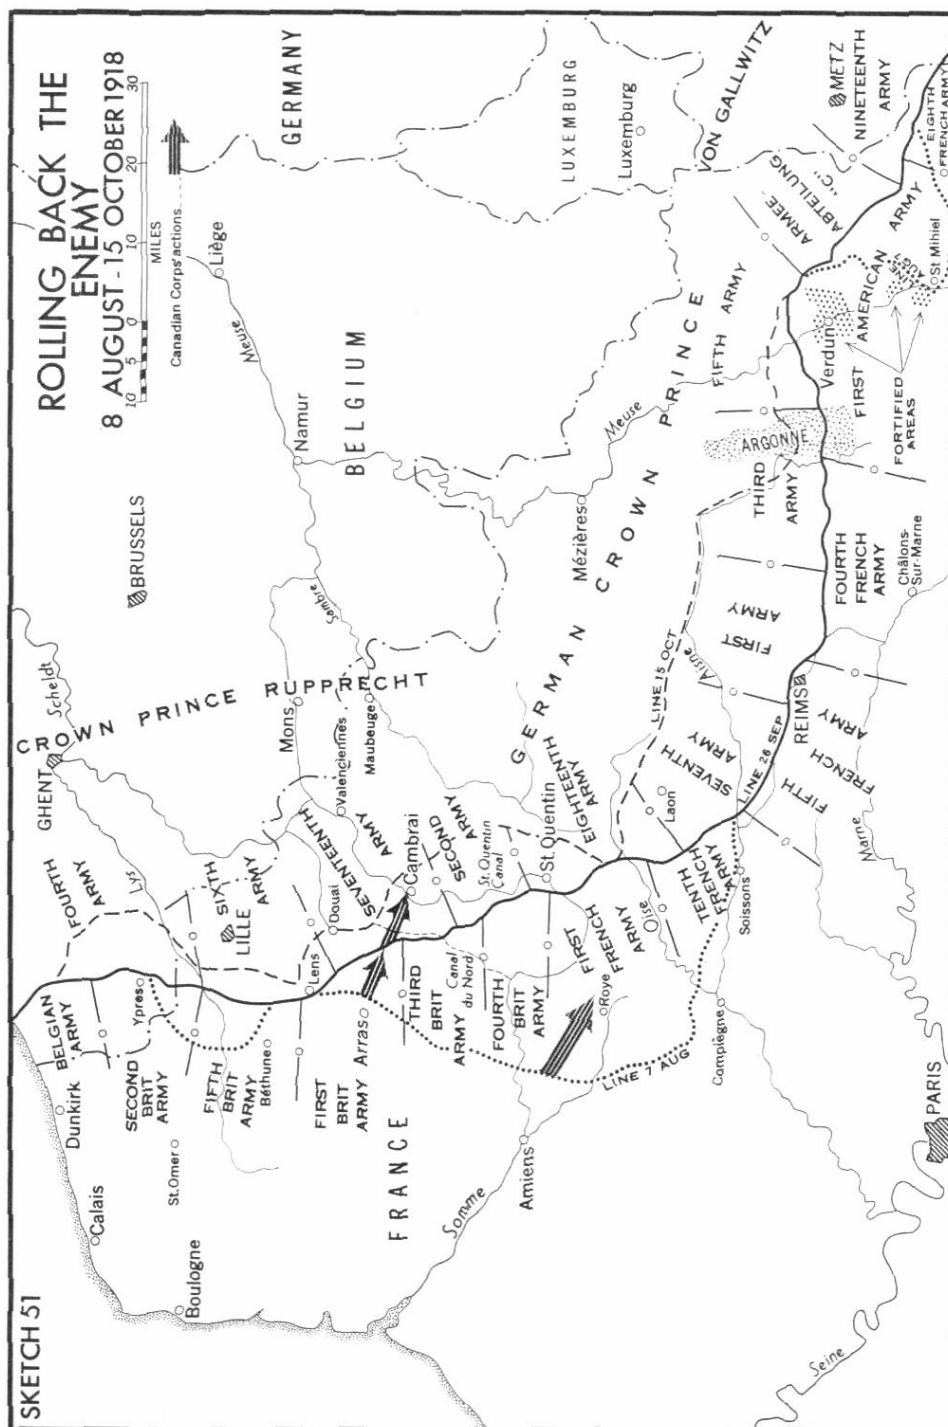 SKETCH 51
ROLLING BACK THE
ENEMY
8 AUGUST - 15 OCTOBER 1918
10 5 0 10 20 30
MILES
Canadian Corps' actions
Calais
Dunkirk
Boulogne
St. Omer
BELGIAN
ARMY
Ypres
SECOND
BRIT
ARMY
FIFTH
BRIT
ARMY
Béthune
FIRST
BRIT
ARMY
Arras
Lens
FOURTH
ARMY
Lys
SIXTH
ARMY
LILLE
Douai
SEVENTEENTH
ARMY
GHENT
Scheldt
CROWN PRINCE RUPPRECHT
BRUSSELS
Mons
Valenciennes
Maubeuge
Sambre
Namur
Meuse
Liège
BELGIUM
GERMANY
LUXEMBURG
Luxemburg
FRANCE
Somme
Amiens
THIRD
BRIT
ARMY
Canal
du Nord
FOURTH
BRIT
ARMY
Cambrai
SECOND
ARMY
St. Quentin
Canal
St. Quentin
EIGHTEENTH
ARMY
FIRST
FRENCH
ARMY
Roye
Oise
LINE 7 AUG
Compiègne
TENTH
FRENCH
ARMY
Soissons
Laon
SEVENTH
ARMY
LINE 15 OCT
LINE 26 SEP
Aisne
FIRST
ARMY
REIMS
FIFTH
FRENCH
ARMY
Marne
GERMAN CROWN PRINCE
Mézières
Meuse
THIRD
ARMY
ARGONNE
FIFTH ARMY
FOURTH
FRENCH
ARMY
Châlons-
Sur-Marne
Verdun
FIRST
AMERICAN
ARMY
LINE
7 AUG
FORTIFIED
AREAS
St Mihiel
VON GALLWITZ
ARMEE
ABTEILUNG
"C"
METZ
NINETEENTH
ARMY
EIGHTH
FRENCH ARMY
PARIS
Seine